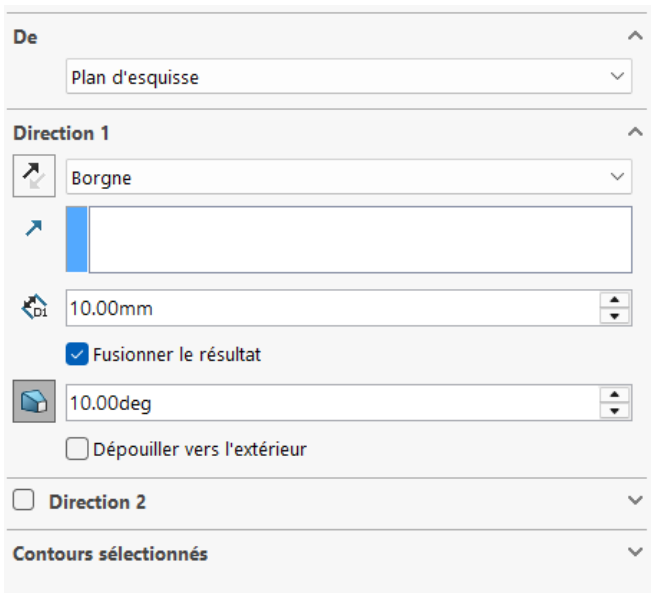 De
Plan d'esquisse
Direction 1
Borgne
D1
10.00mm
Fusionner le résultat
10.00deg
Dépouiller vers l'extérieur
Direction 2
Contours sélectionnés